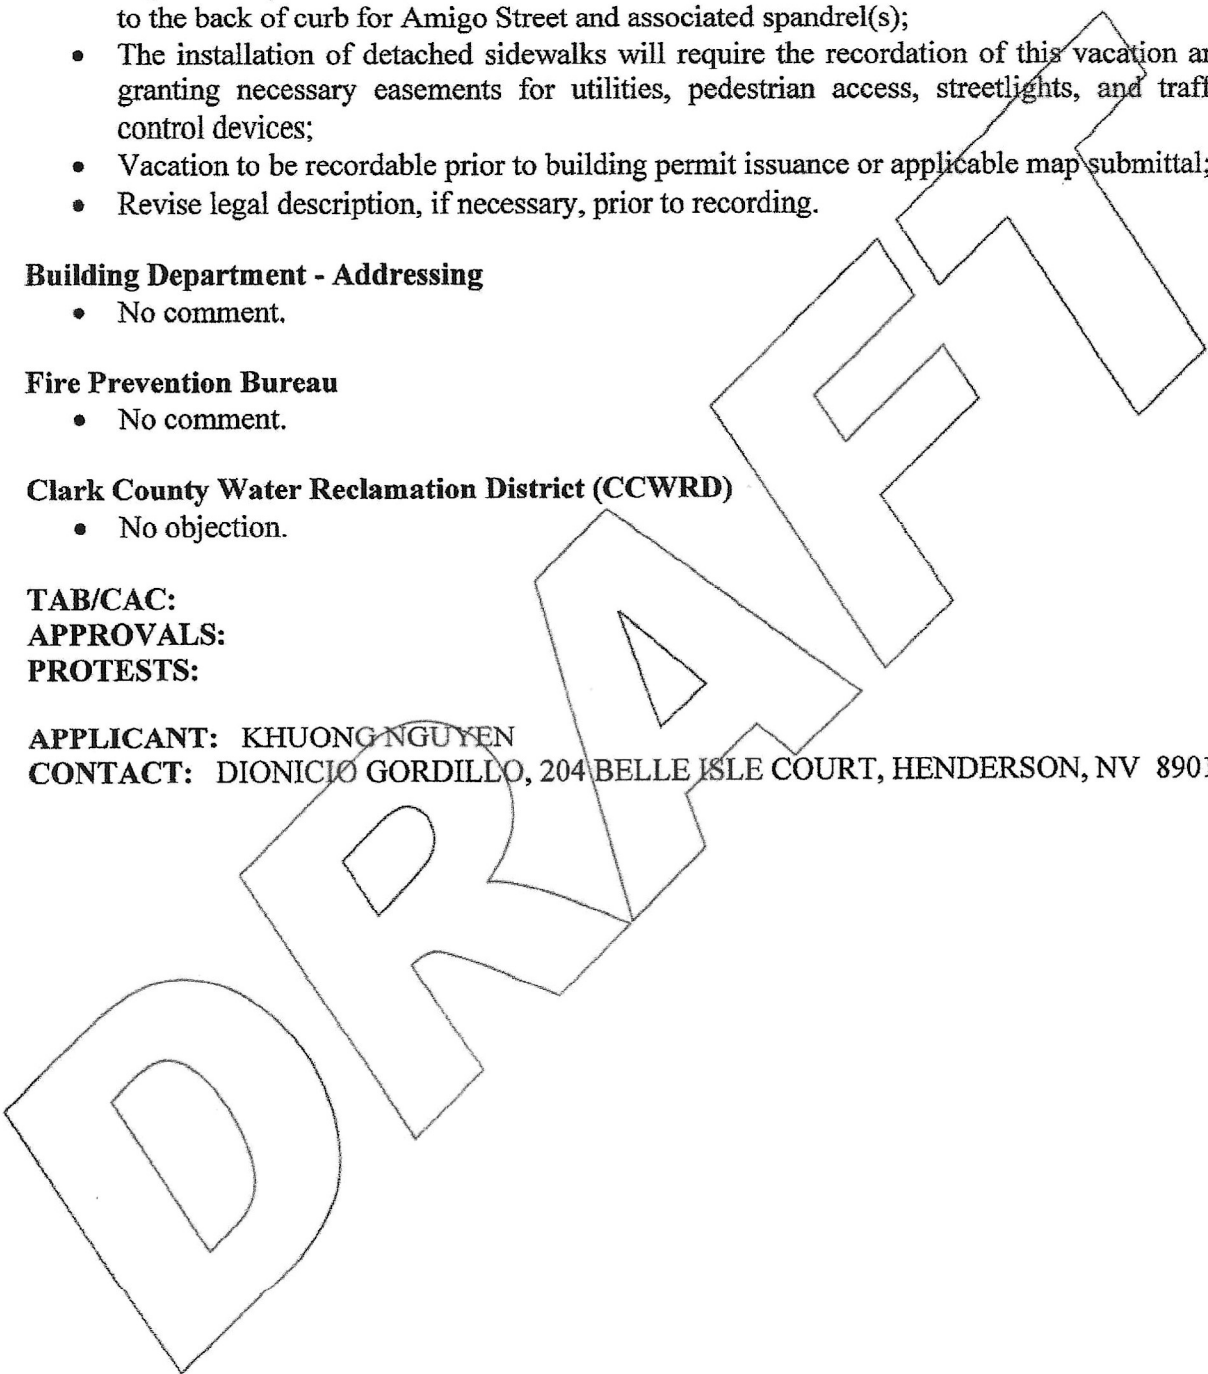 to the back of curb for Amigo Street and associated spandrel(s);
• The installation of detached sidewalks will require the recordation of this vacation
granting necessary easements for utilities, pedestrian access, streetlights, and
control devices;
• Vacation to be recordable prior to building permit issuance or applicable map submittal;
• Revise legal description, if necessary, prior to recording.
Building Department - Addressing
• No comment.
Fire Prevention Bureau
• No comment.
Clark County Water Reclamation District (CCWRD)
• No objection.
TAB/CAC:
APPROVALS:
PROTESTS:
APPLICANT: KHUONG NGUYEN
CONTACT: DIONICIO GORDILLO, 204 BELLE ISLE COURT, HENDERSON, NV
DRAFT